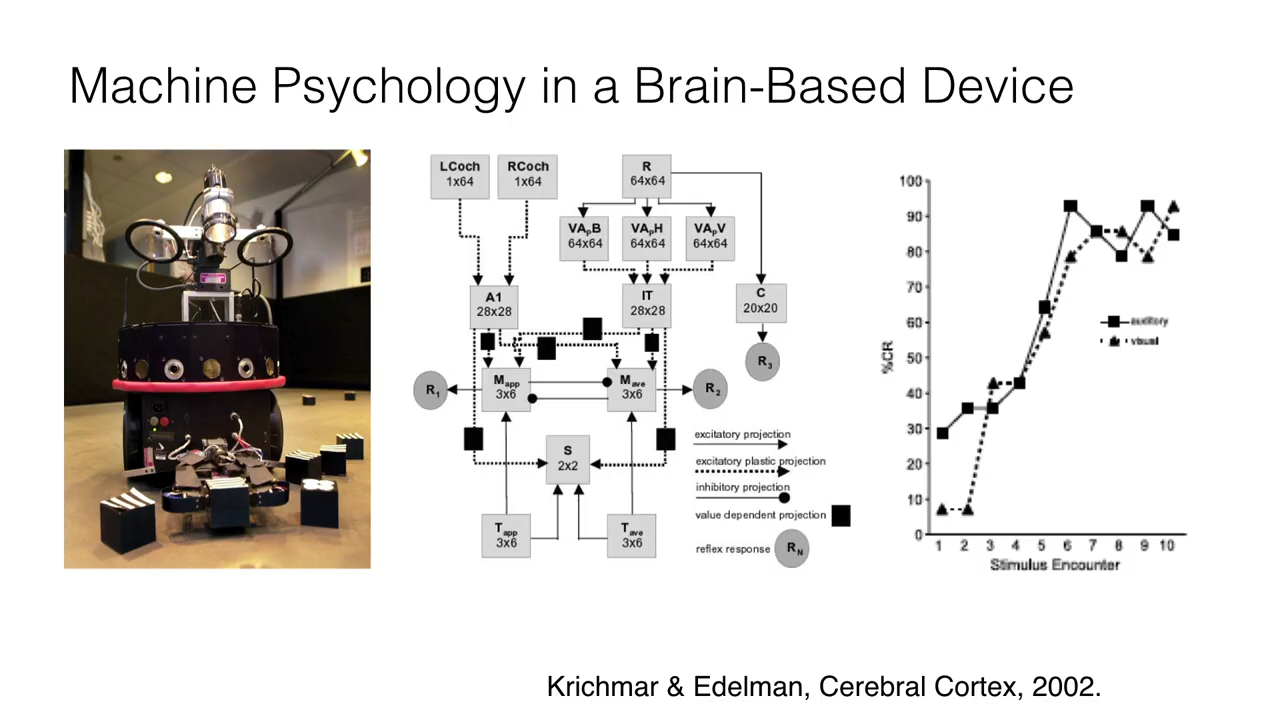 Machine Psychology in a Brain-Based Device
LCoch
1x64
RCoch
1x64
R
64x64
VApB
64x64
VApH
64x64
VApV
64x64
A1
28x28
IT
28x28
C
20x20
R3
R1
Mapp
3x6
Mave
3x6
R2
S
2x2
Tapp
3x6
Tave
3x6
excitatory projection
excitatory plastic projection
inhibitory projection
value dependent projection
reflex response
RN
100
90
80
70
60
50
40
30
20
10
0
%CR
auditory
visual
1 2 3 4 5 6 7 8 9 10
Stimulus Encounter
Krichmar & Edelman, Cerebral Cortex, 2002.